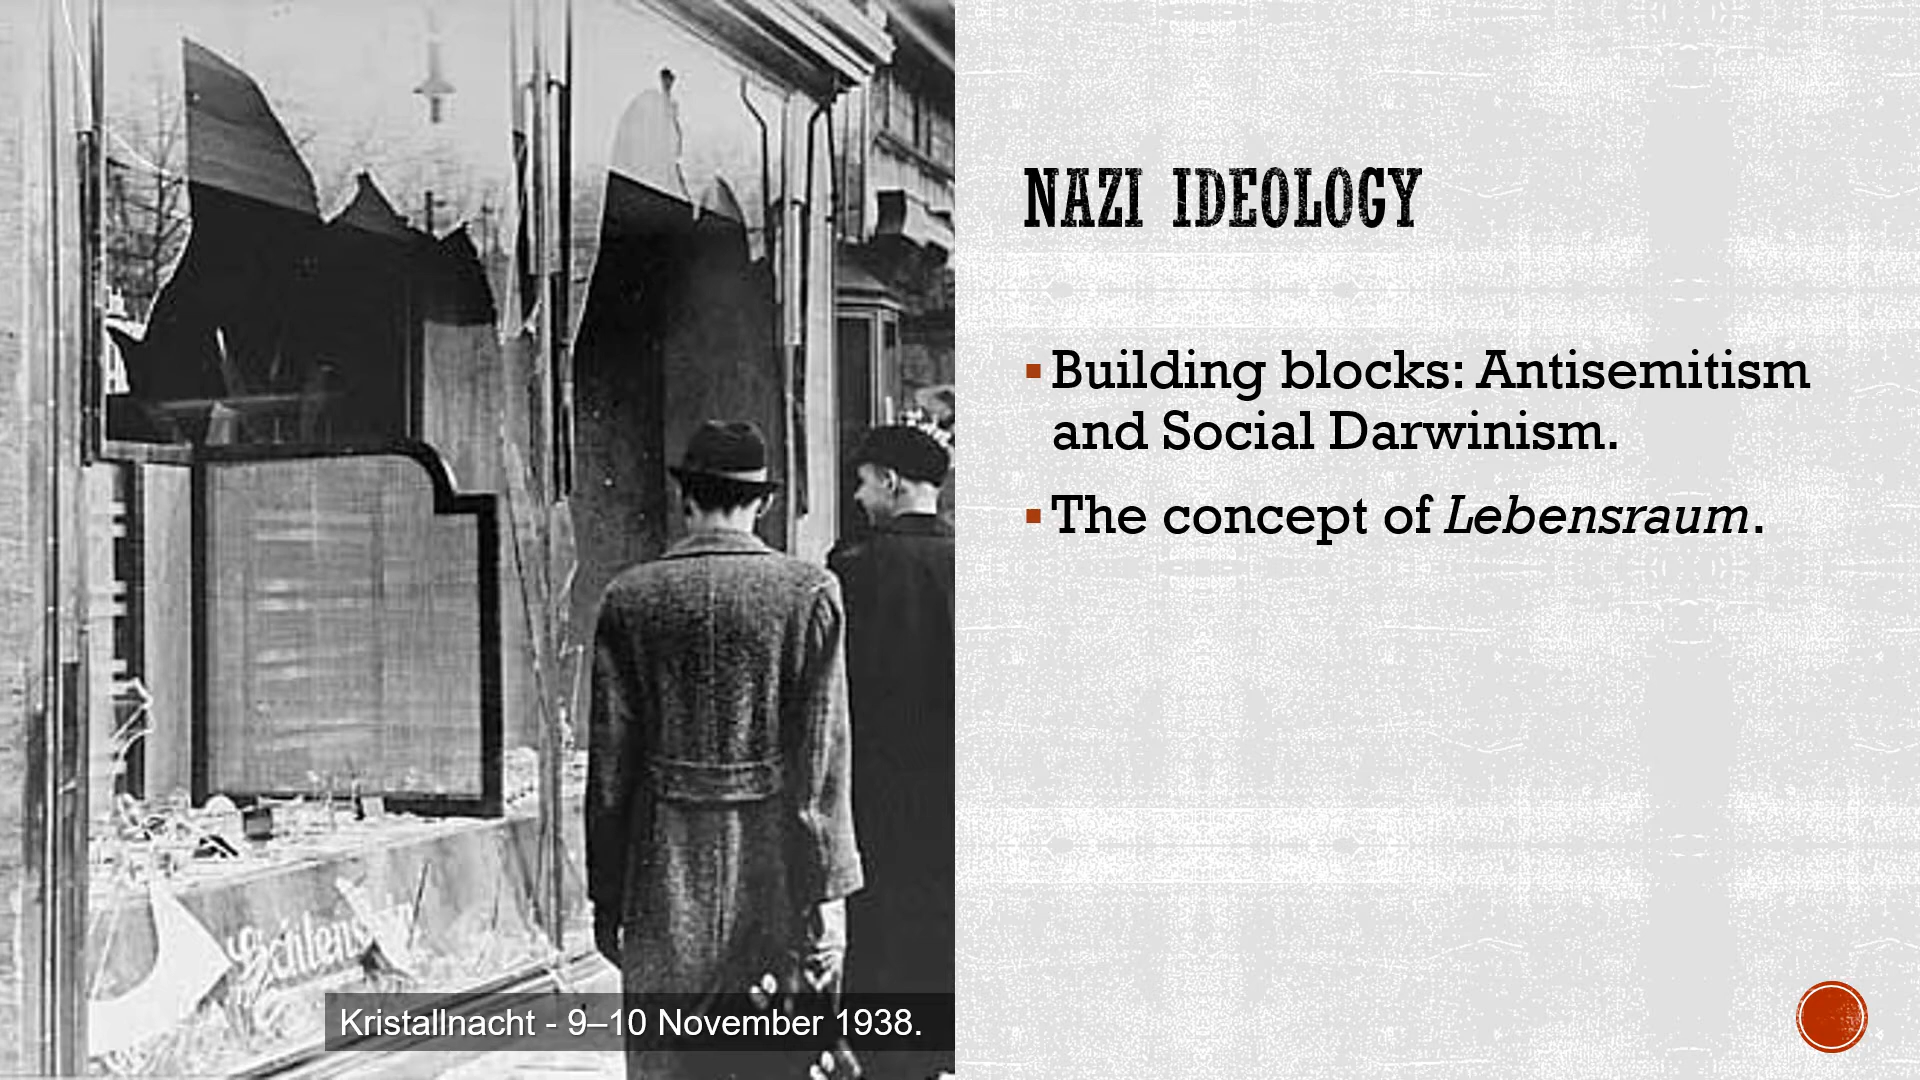 NAZI IDEOLOGY
Building blocks: Antisemitism
and Social Darwinism.
The concept of Lebensraum.
Kristallnacht - 9–10 November 1938.